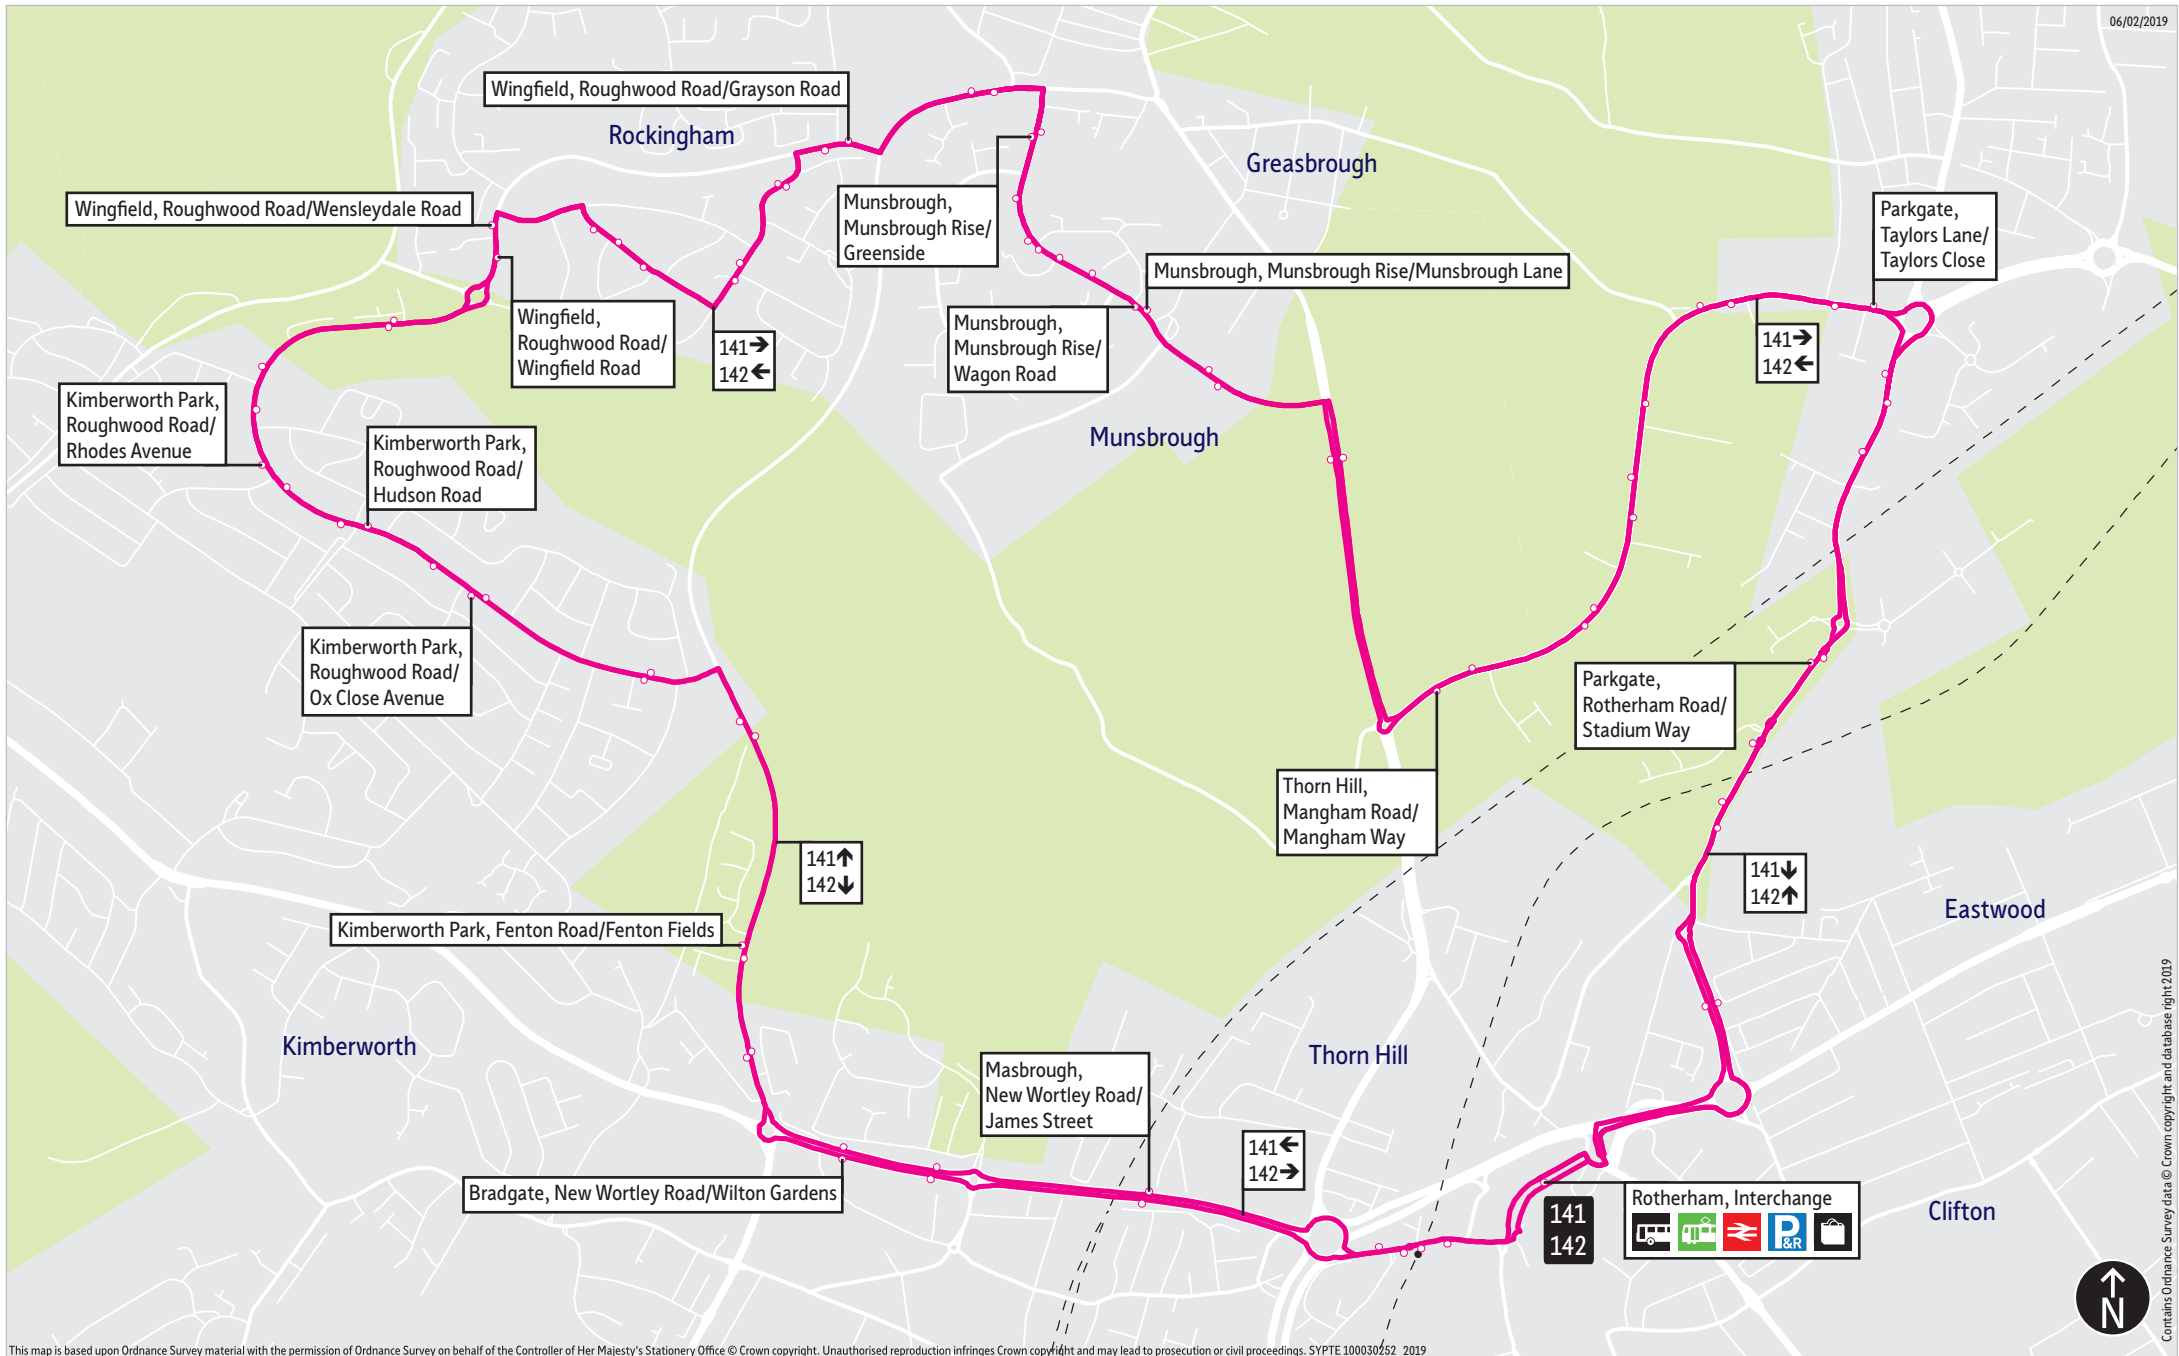 06/02/2019
Wingfield, Roughwood Road/Grayson Road
Rockingham
Greasbrough
Wingfield, Roughwood Road/Wensleydale Road
Munsbrough,
Munsbrough Rise/
Greenside
Parkgate,
Taylors Lane/
Taylors Close
Munsbrough, Munsbrough Rise/Munsbrough Lane
Wingfield,
Roughwood Road/
Wingfield Road
141→
142←
Munsbrough,
Munsbrough Rise/
Wagon Road
141→
142←
Kimberworth Park,
Roughwood Road/
Rhodes Avenue
Kimberworth Park,
Roughwood Road/
Hudson Road
Munsbrough
Kimberworth Park,
Roughwood Road/
Ox Close Avenue
Parkgate,
Rotherham Road/
Stadium Way
Thorn Hill,
Mangham Road/
Mangham Way
141↑
142↓
141↓
142↑
Kimberworth Park, Fenton Road/Fenton Fields
Eastwood
Kimberworth
Thorn Hill
Masbrough,
New Wortley Road/
James Street
141←
142→
Bradgate, New Wortley Road/Wilton Gardens
141
142
Rotherham, Interchange
P
&R
Clifton
N
Contains Ordnance Survey data © Crown copyright and database right 2019
This map is based upon Ordnance Survey material with the permission of Ordnance Survey on behalf of the Controller of Her Majesty's Stationery Office © Crown copyright. Unauthorised reproduction infringes Crown copyright and may lead to prosecution or civil proceedings. SYPTE 100030252 2019